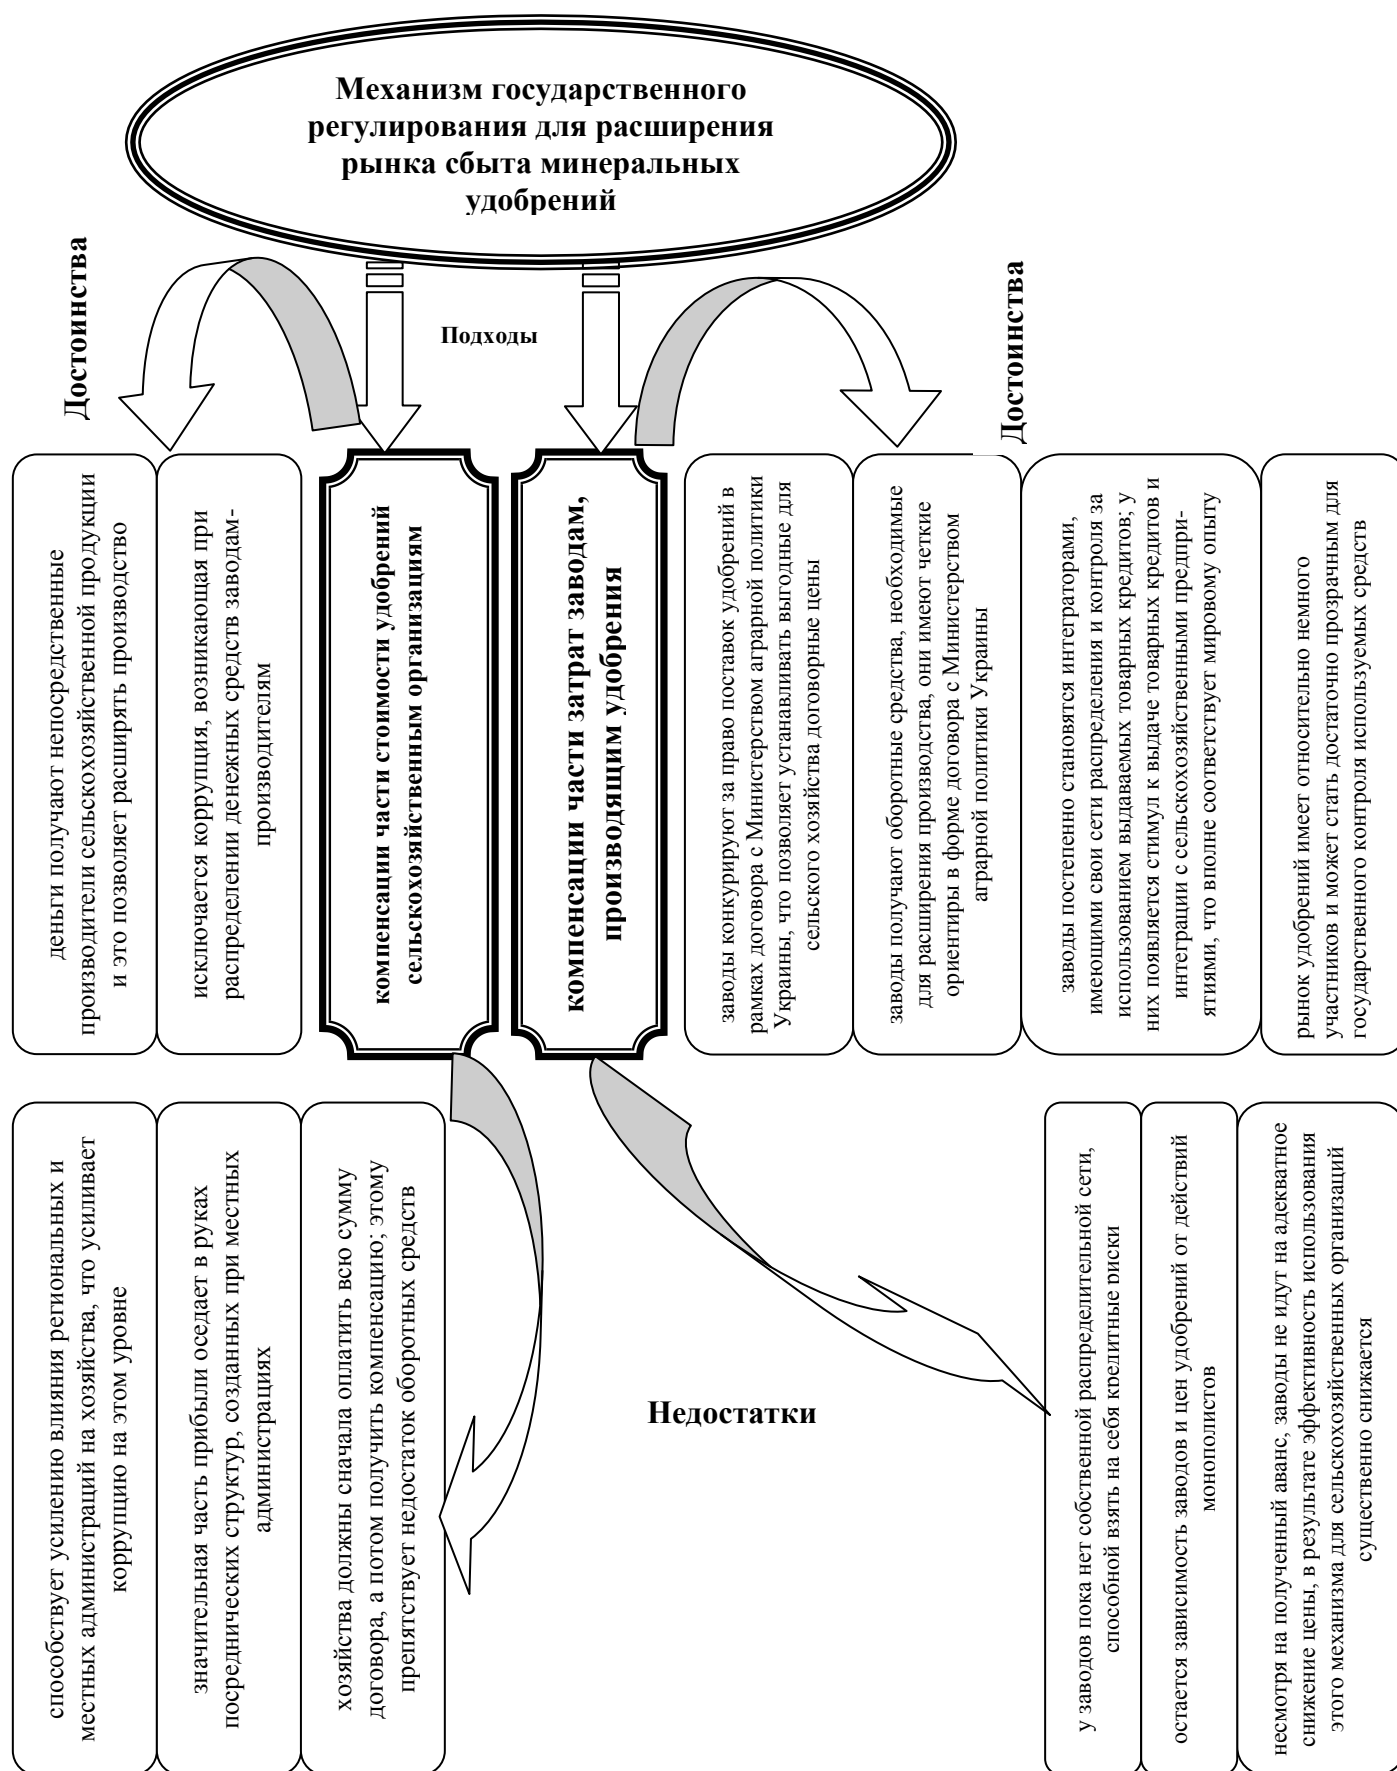 Механизм государственного
регулирования для расширения
рынка сбыта минеральных
удобрений
Достоинства
Подходы
Достоинства
деньги получают непосредственные
производители сельскохозяйственной продукции
и это позволяет расширять производство
исключается коррупция, возникающая при
распределении денежных средств заводам-
производителям
компенсации части стоимости удобрений
сельскохозяйственным организациям
компенсации части затрат заводам,
производящим удобрения
заводы конкурируют за право поставок удобрений в
рамках договора с Министерством аграрной политики
Украины, что позволяет устанавливать выгодные для
сельского хозяйства договорные цены
заводы получают оборотные средства, необходимые
для расширения производства, они имеют четкие
ориентиры в форме договора с Министерством
аграрной политики Украины
заводы постепенно становятся интеграторами,
имеющими свои сети распределения и контроля за
использованием выдаваемых товарных кредитов; у
них появляется стимул к выдаче товарных кредитов и
интеграции с сельскохозяйственными предпри-
ятиями, что вполне соответствует мировому опыту
рынок удобрений имеет относительно немного
участников и может стать достаточно прозрачным для
государственного контроля используемых средств
способствует усилению влияния региональных и
местных администраций на хозяйства, что усиливает
коррупцию на этом уровне
значительная часть прибыли оседает в руках
посреднических структур, созданных при местных
администрациях
хозяйства должны сначала оплатить всю сумму
договора, а потом получить компенсацию; этому
препятствует недостаток оборотных средств
Недостатки
у заводов пока нет собственной распределительной сети,
способной взять на себя кредитные риски
остается зависимость заводов и цен удобрений от действий
монополистов
несмотря на полученный аванс, заводы не идут на адекватное
снижение цены, в результате эффективность использования
этого механизма для сельскохозяйственных организаций
существенно снижается